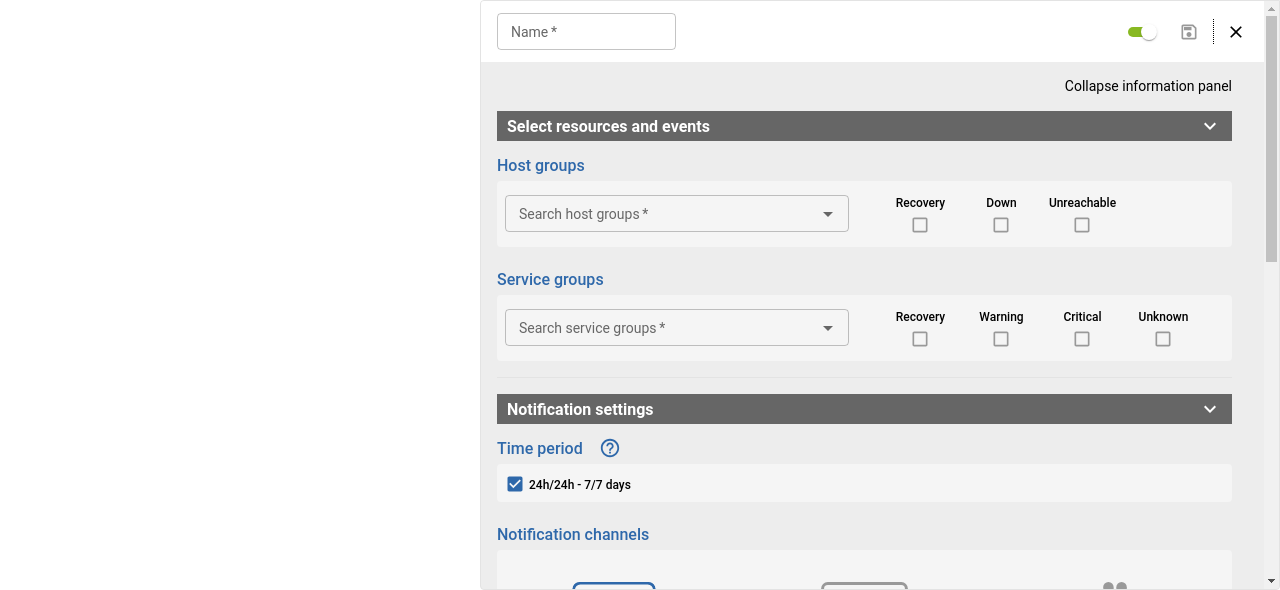 Name *
Collapse information panel
Select resources and events
Host groups
Search host groups *
Recovery Down Unreachable
Service groups
Search service groups *
Recovery Warning Critical Unknown
Notification settings
Time period
24h/24h - 7/7 days
Notification channels